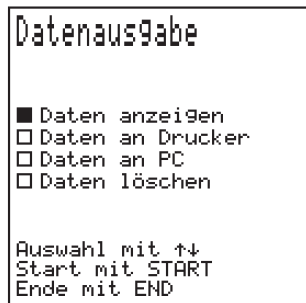 Datenausgabe
■ Daten anzeigen
□ Daten an Drucker
□ Daten an PC
□ Daten löschen
Auswahl mit ↑↓
Start mit START
Ende mit END